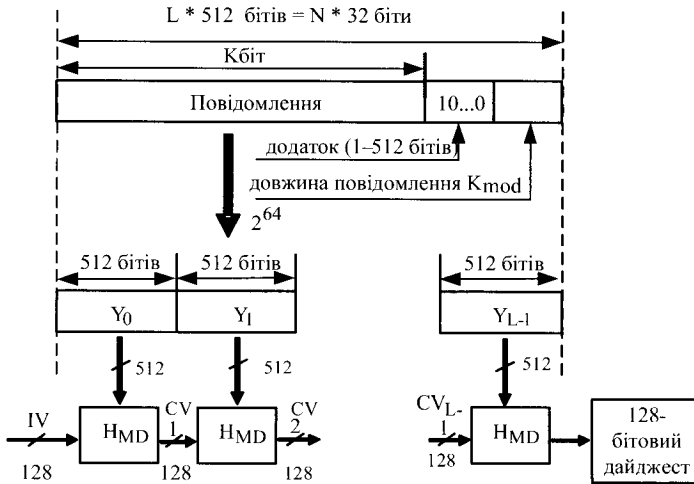 L * 512 бітів = N * 32 біти
Kбіт
Повідомлення
10...0
додаток (1–512 бітів)
довжина повідомлення Kmod
2^64
512 бітів 512 бітів 512 бітів
Y0 Y1 YL-1
512 512 512
IV CV CV CVL-
1 2 1
HMD HMD HMD
128 128 128 128
128-
бітовий
дайджест